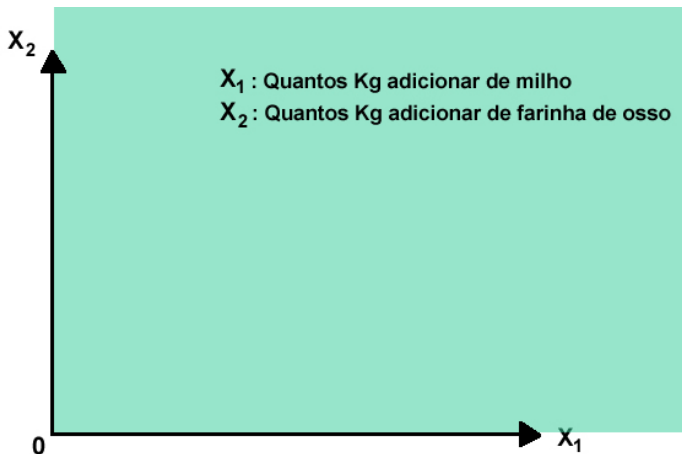 X₂
X₁ : Quantos Kg adicionar de milho
X₂ : Quantos Kg adicionar de farinha de osso
0
X₁